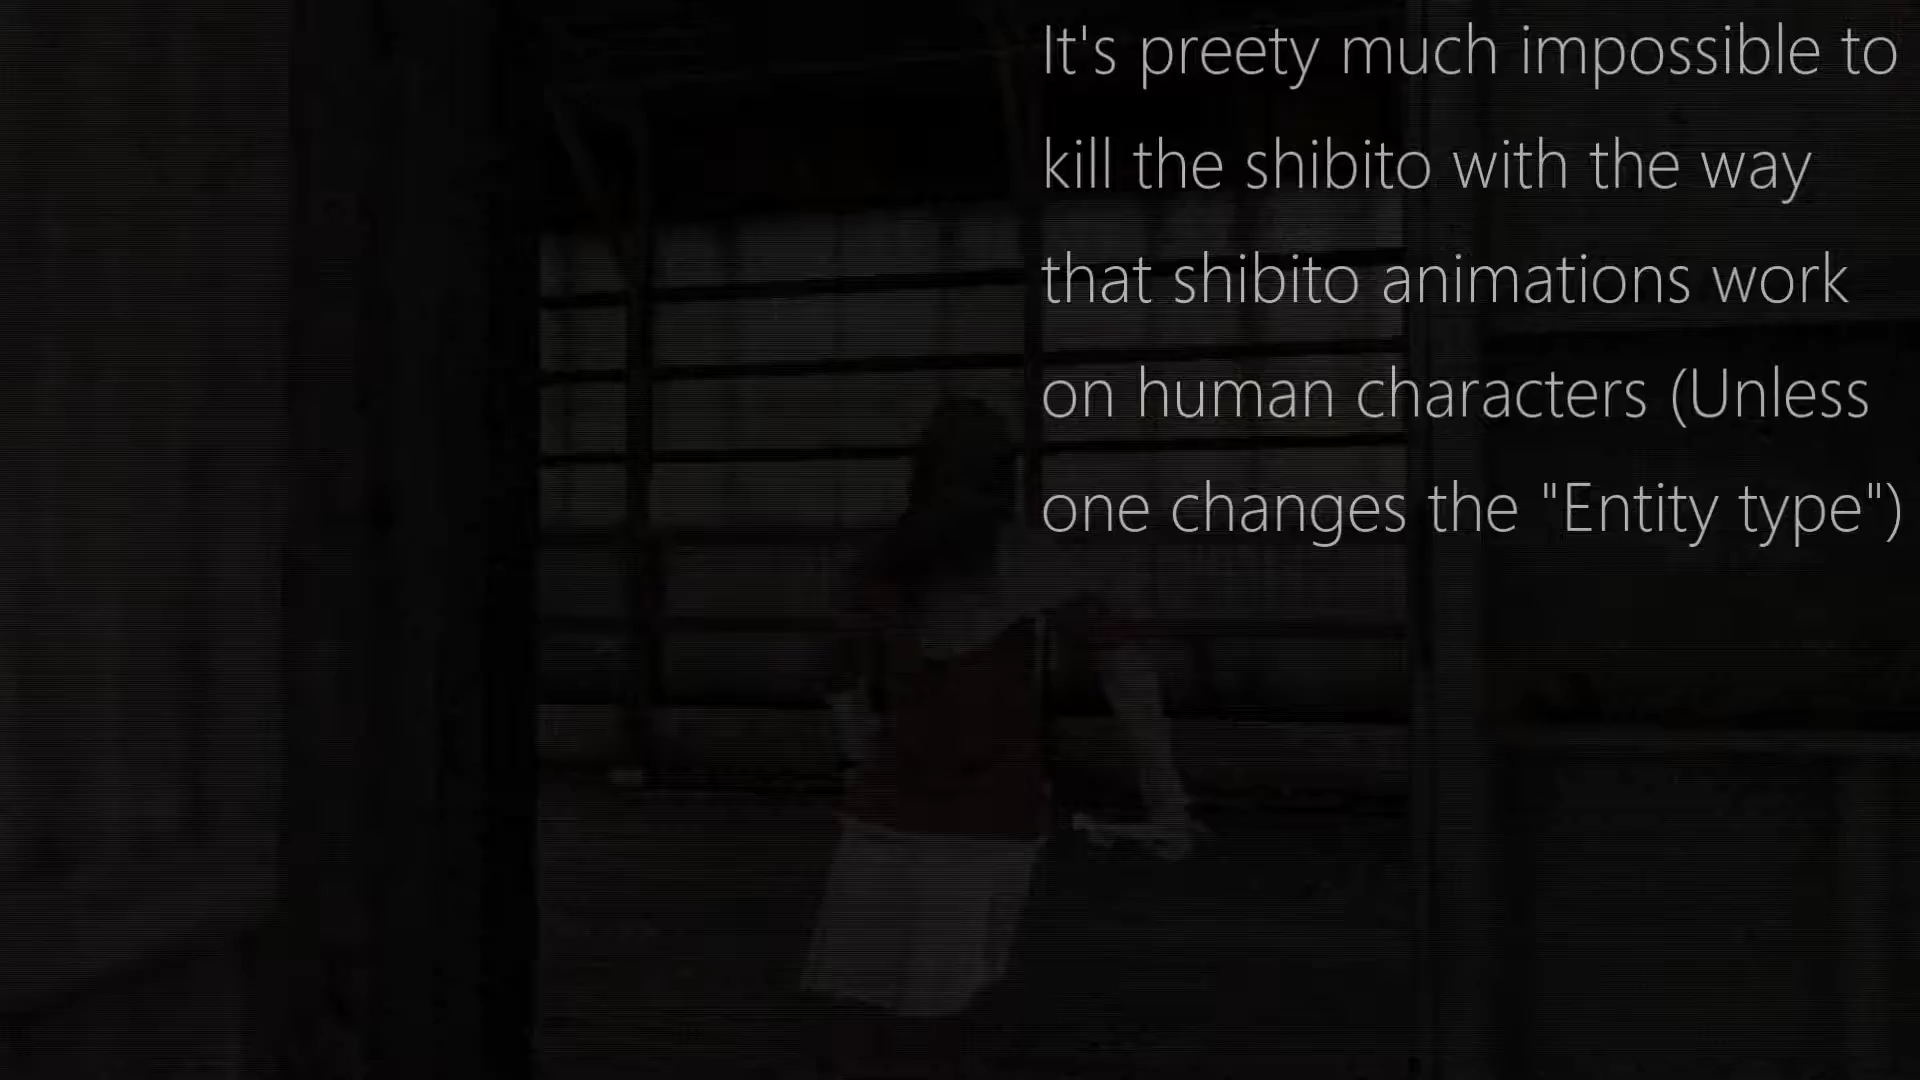 It's preety much impossible to
kill the shibito with the way
that shibito animations work
on human characters (Unless
one changes the "Entity type")